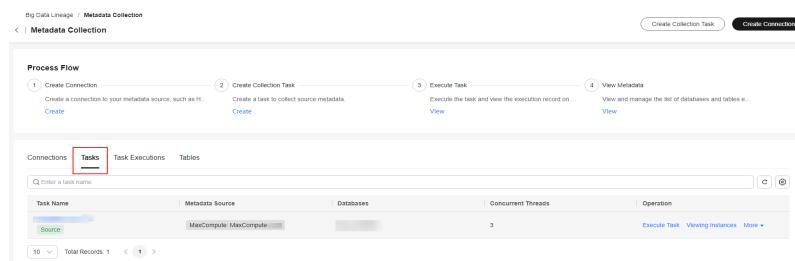 Big Data Lineage / Metadata Collection
< | Metadata Collection
Create Collection Task
Create Connection
Process Flow
1 Create Connection
2 Create Collection Task
3 Execute Task
4 View Metadata
Create a connection to your metadata source, such as H...
Create a task to collect source metadata.
Execute the task and view the execution record on ...
View and manage the list of databases and tables e...
Create
Create
View
View
Connections Tasks Task Executions Tables
Enter a task name.
Task Name Metadata Source Databases Concurrent Threads Operation
Source
MaxCompute: MaxCompute
3
Execute Task Viewing Instances More
10 Total Records: 1 < 1 >